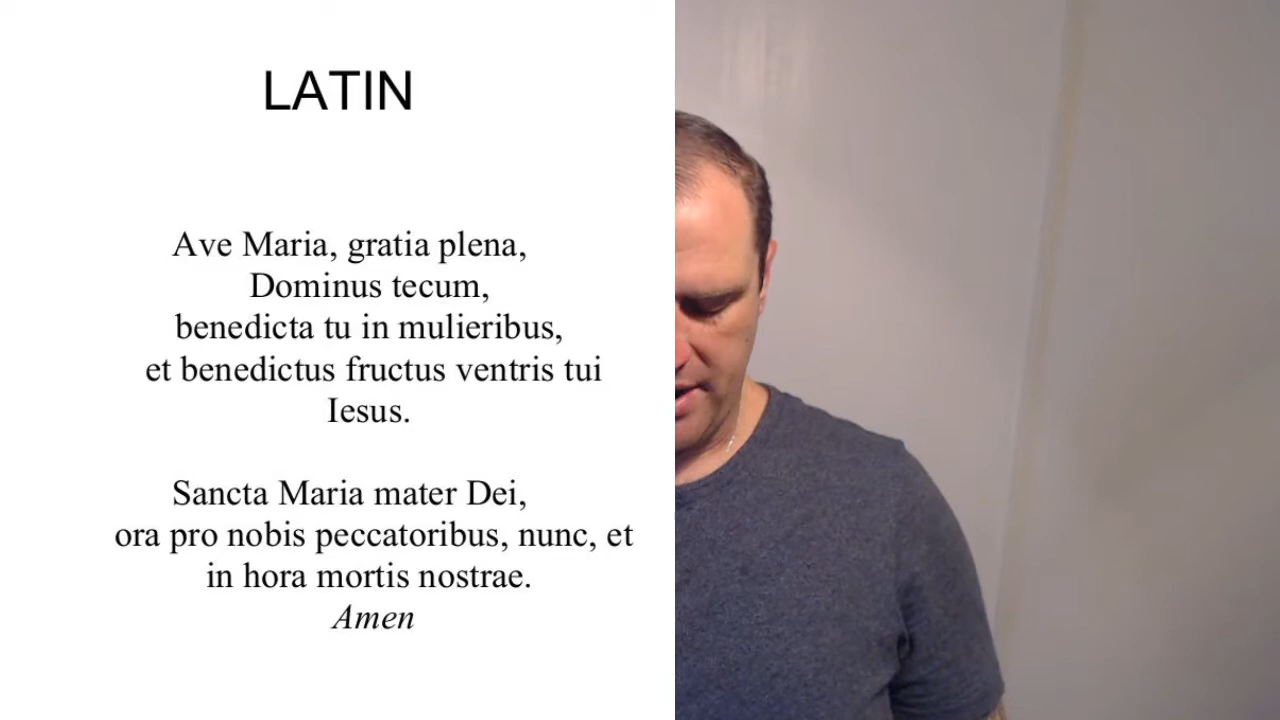 LATIN
Ave Maria, gratia plena,
Dominus tecum,
benedicta tu in mulieribus,
et benedictus fructus ventris tui
Iesus.
Sancta Maria mater Dei,
ora pro nobis peccatoribus, nunc, et
in hora mortis nostrae.
Amen